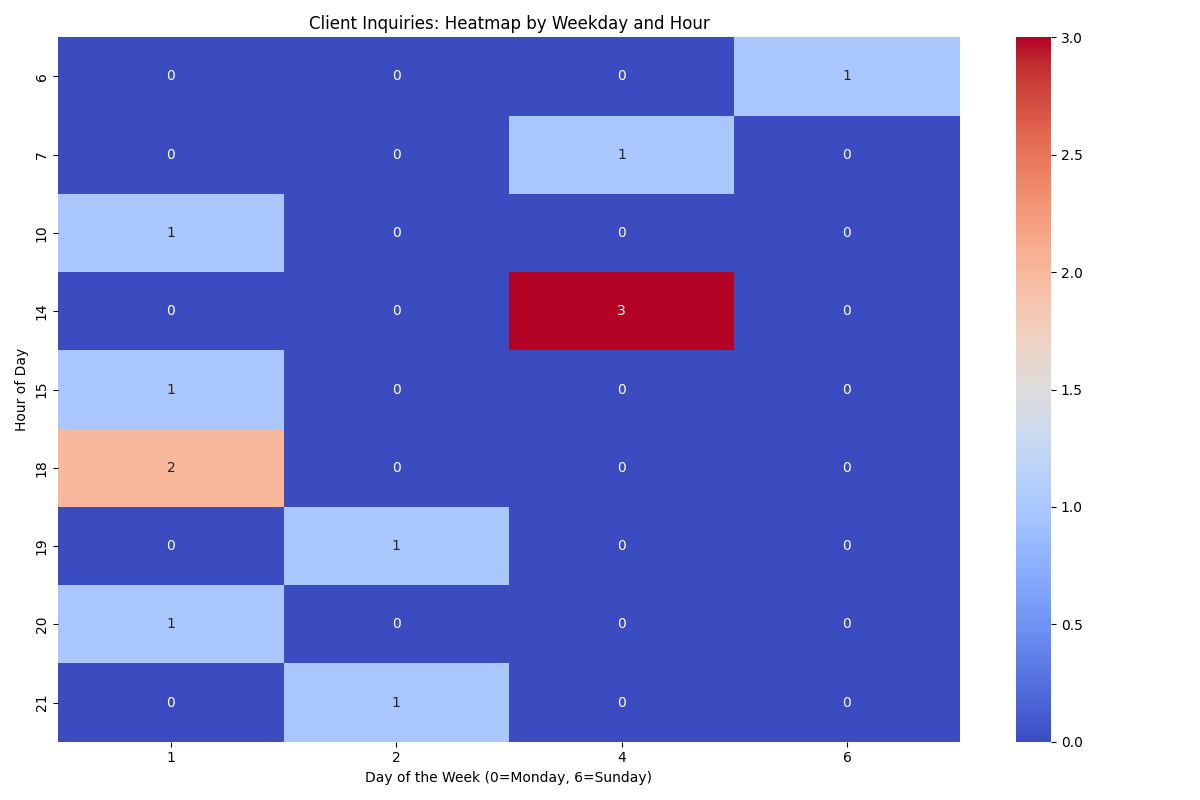 Client Inquiries: Heatmap by Weekday and Hour
6 0 0 0 1
7 0 0 1 0
10 1 0 0 0
14 0 0 3 0
15 1 0 0 0
18 2 0 0 0
19 0 1 0 0
20 1 0 0 0
21 0 1 0 0
1 2 4 6
Hour of Day
Day of the Week (0=Monday, 6=Sunday)
3.0
2.5
2.0
1.5
1.0
0.5
0.0